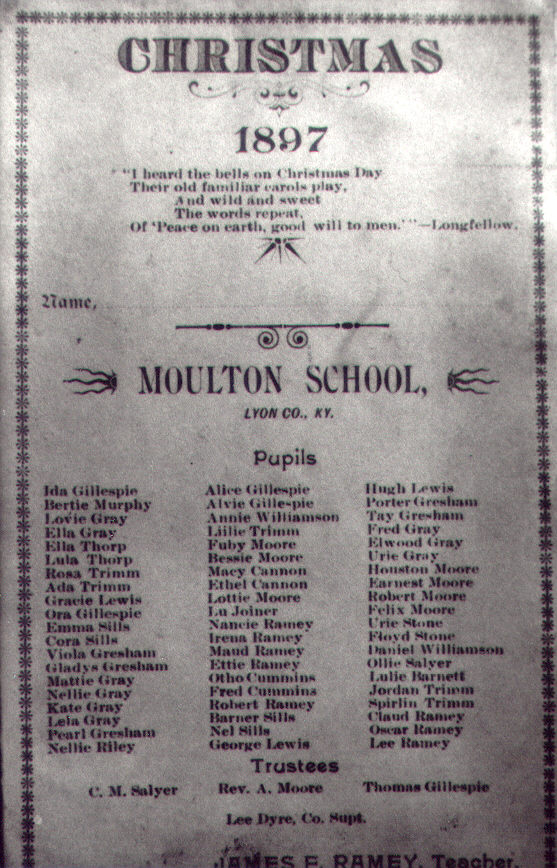 CHRISTMAS
1897
"I heard the bells on Christmas Day
Their old familiar carols play,
And wild and sweet
The words repeat,
Of 'Peace on earth, good will to men.'"—Longfellow.
Name,
MOULTON SCHOOL,
LYON CO., KY.
Pupils
Ida Gillespie
Bertie Murphy
Lovie Gray
Ella Gray
Ella Thorp
Lula Thorp
Rosa Trimm
Ada Trimm
Gracie Lewis
Ora Gillespie
Emma Sills
Cora Sills
Viola Gresham
Gladys Gresham
Mattie Gray
Nellie Gray
Kate Gray
Lela Gray
Pearl Gresham
Nellie Riley
Alice Gillespie
Alvie Gillespie
Annie Williamson
Lillie Trimm
Fuby Moore
Bessie Moore
Macy Cannon
Ethel Cannon
Lottie Moore
Lu Joiner
Nancie Ramey
Irena Ramey
Maud Ramey
Ettie Ramey
Otho Cummins
Fred Cummins
Robert Ramey
Barner Sills
Nel Sills
George Lewis
Hugh Lewis
Porter Gresham
Tay Gresham
Fred Gray
Elwood Gray
Urie Gray
Houston Moore
Earnest Moore
Robert Moore
Felix Moore
Urie Stone
Floyd Stone
Daniel Williamson
Ollie Salyer
Lulie Barnett
Jordan Trimm
Spirlin Trimm
Claud Ramey
Oscar Ramey
Lee Ramey
Trustees
C. M. Salyer Rev. A. Moore Thomas Gillespie
Lee Dyre, Co. Supt.
JAMES F. RAMEY, Teacher.